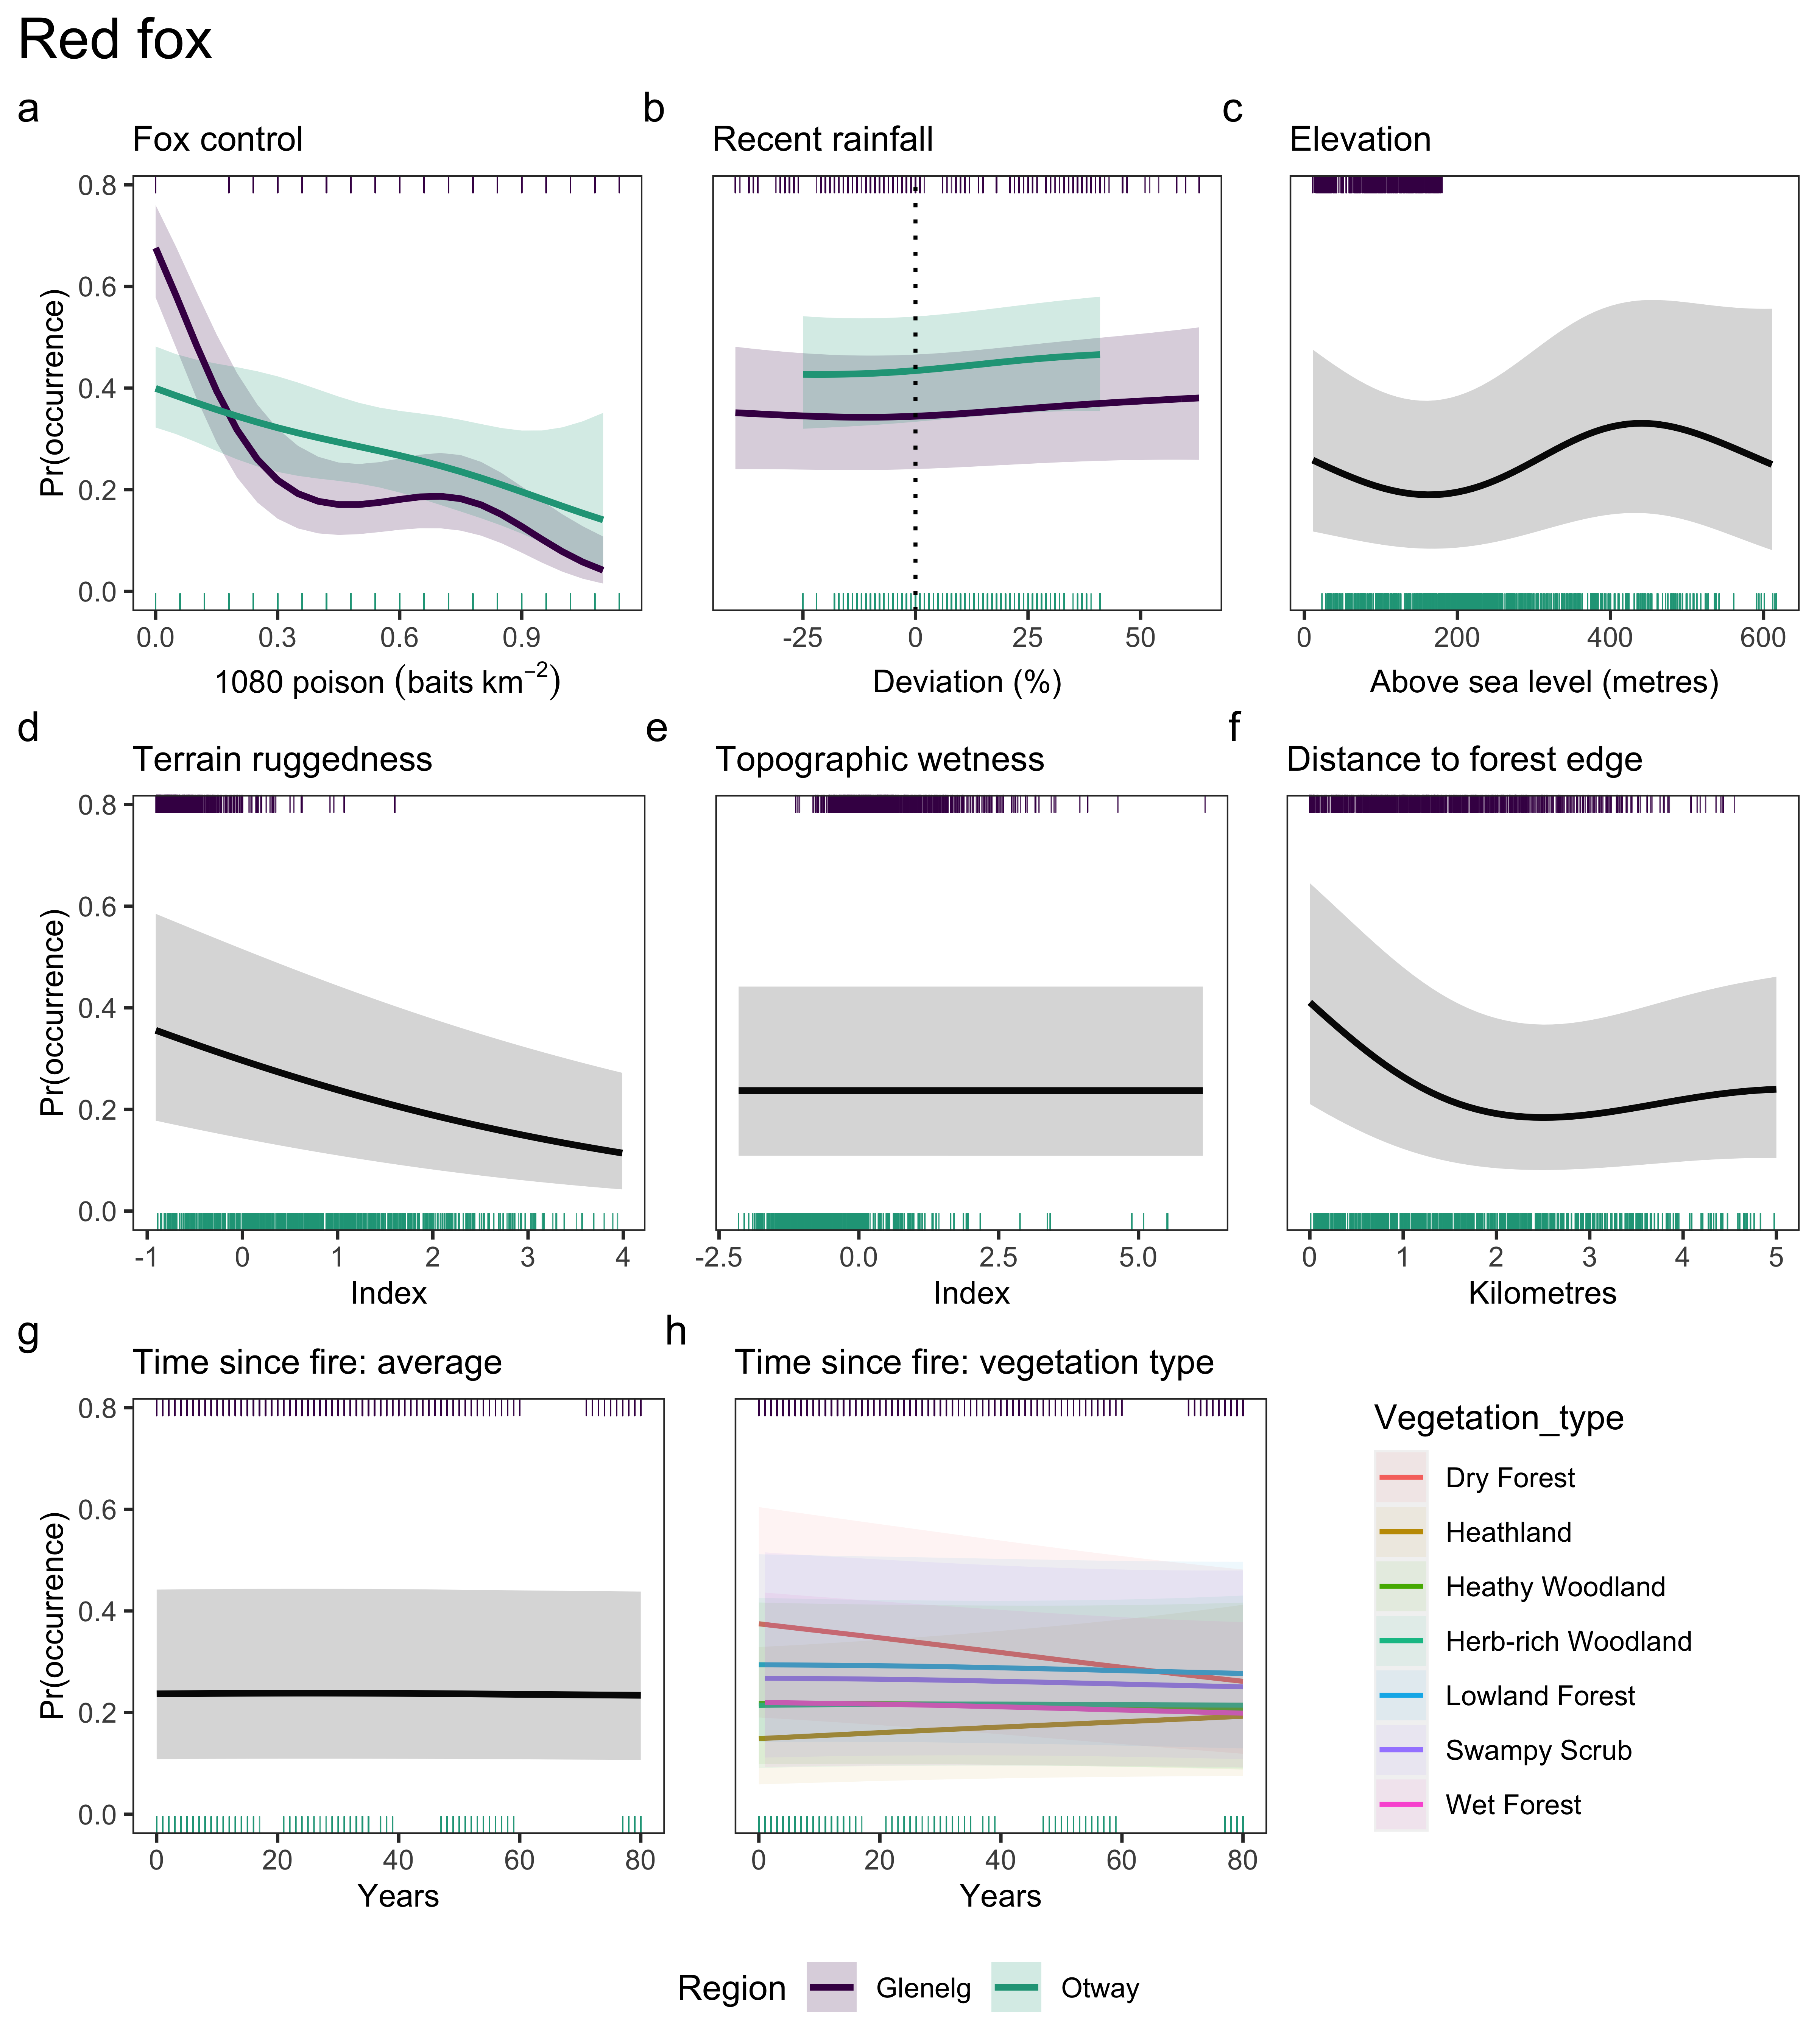 Red fox
a b c
Fox control Recent rainfall Elevation
Pr(occurrence)
0.8
0.6
0.4
0.2
0.0
0.0 0.3 0.6 0.9
1080 poison (baits km⁻²)
-25 0 25 50
Deviation (%)
0 200 400 600
Above sea level (metres)
d e f
Terrain ruggedness Topographic wetness Distance to forest edge
Pr(occurrence)
0.8
0.6
0.4
0.2
0.0
-1 0 1 2 3 4
Index
-2.5 0.0 2.5 5.0
Index
0 1 2 3 4 5
Kilometres
g h
Time since fire: average Time since fire: vegetation type
Pr(occurrence)
0.8
0.6
0.4
0.2
0.0
0 20 40 60 80
Years
0 20 40 60 80
Years
Vegetation_type
Dry Forest
Heathland
Heathy Woodland
Herb-rich Woodland
Lowland Forest
Swampy Scrub
Wet Forest
Region Glenelg Otway